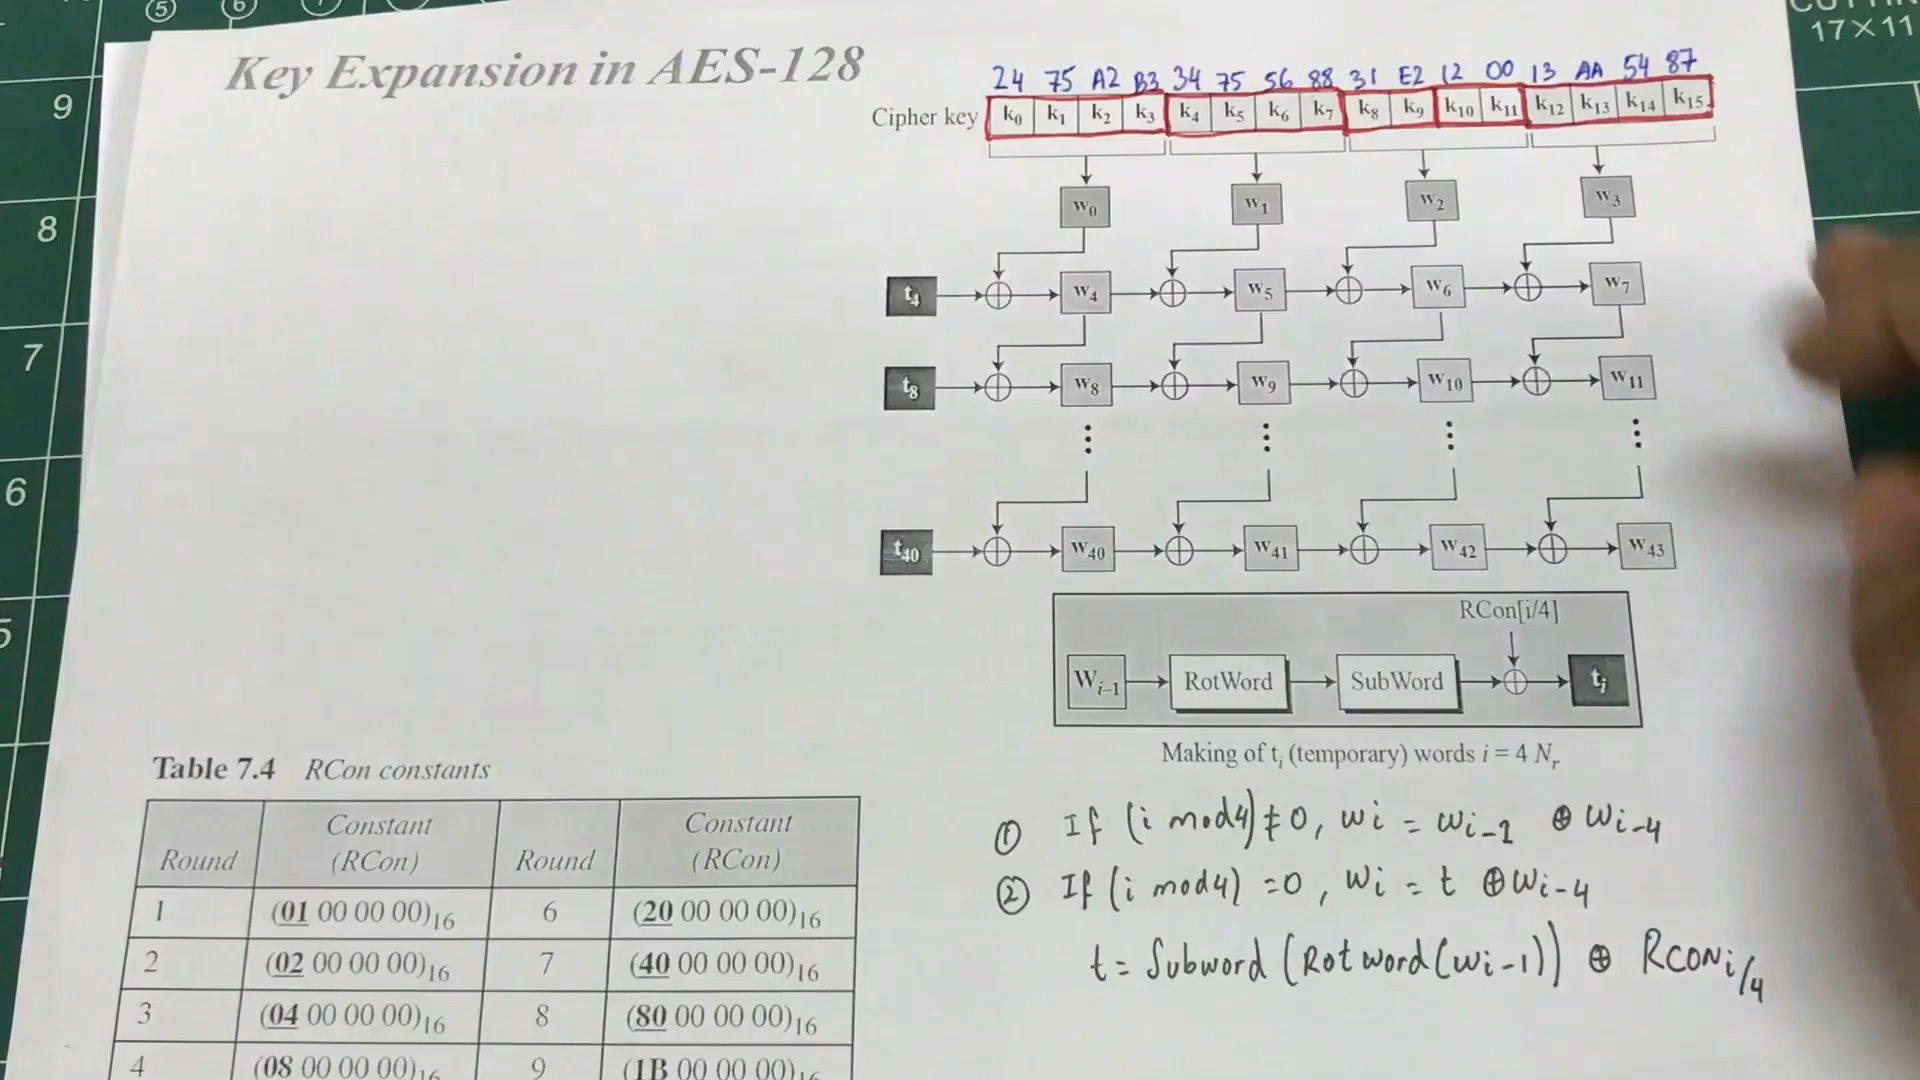 5 6 7
CUTTIN
17×11
9
8
7
6
5
Key Expansion in AES-128
24 75 A2 B3 34 75 56 88 31 E2 12 00 13 AA 54 87
Cipher key k0 k1 k2 k3 k4 k5 k6 k7 k8 k9 k10 k11 k12 k13 k14 k15
w0 w1 w2 w3
t4 w4 w5 w6 w7
t8 w8 w9 w10 w11
t40 w40 w41 w42 w43
RCon[i/4]
Wi–1 RotWord SubWord ti
Making of ti (temporary) words i = 4 Nr
① If (i mod4)≠0, wi = wi-1 ⊕ wi-4
② If (i mod4) =0, wi = t ⊕ wi-4
t= Subword (Rotword(wi-1)) ⊕ RCONi/4
Table 7.4 RCon constants
Round Constant (RCon) Round Constant (RCon)
1 (01 00 00 00)16 6 (20 00 00 00)16
2 (02 00 00 00)16 7 (40 00 00 00)16
3 (04 00 00 00)16 8 (80 00 00 00)16
4 (08 00 00 00)16 9 (1B 00 00 00)16